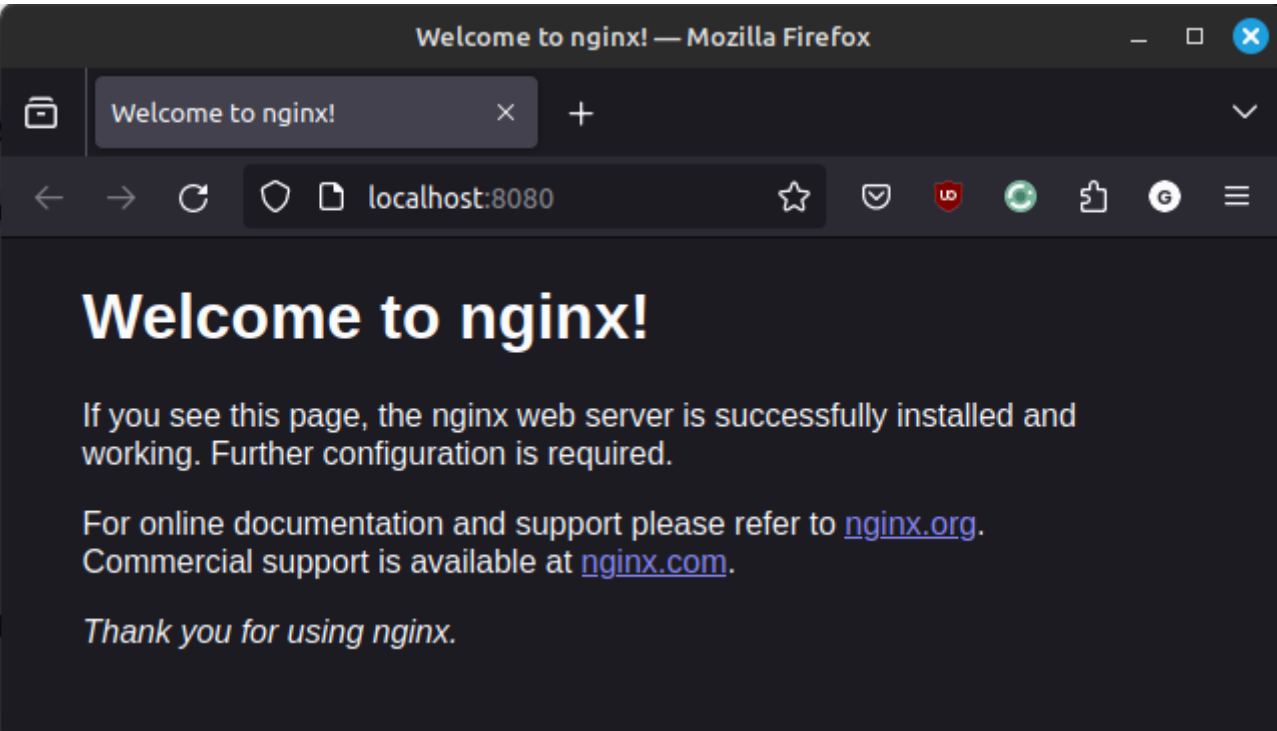 Welcome to nginx! — Mozilla Firefox
Welcome to nginx!
localhost:8080
UO
G
Welcome to nginx!
If you see this page, the nginx web server is successfully installed and
working. Further configuration is required.
For online documentation and support please refer to nginx.org.
Commercial support is available at nginx.com.
Thank you for using nginx.